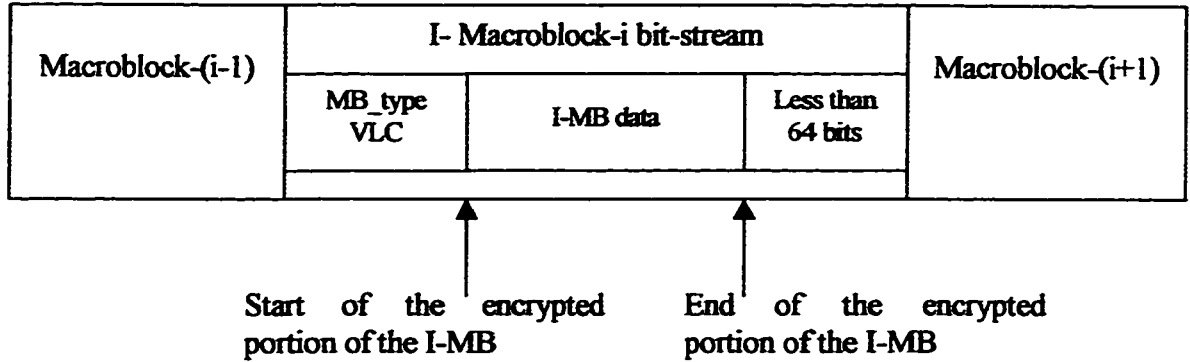 I- Macroblock-i bit-stream
Macroblock-(i-1)
Macroblock-(i+1)
MB_type
VLC
I-MB data
Less than
64 bits
Start of the encrypted
portion of the I-MB
End of the encrypted
portion of the I-MB